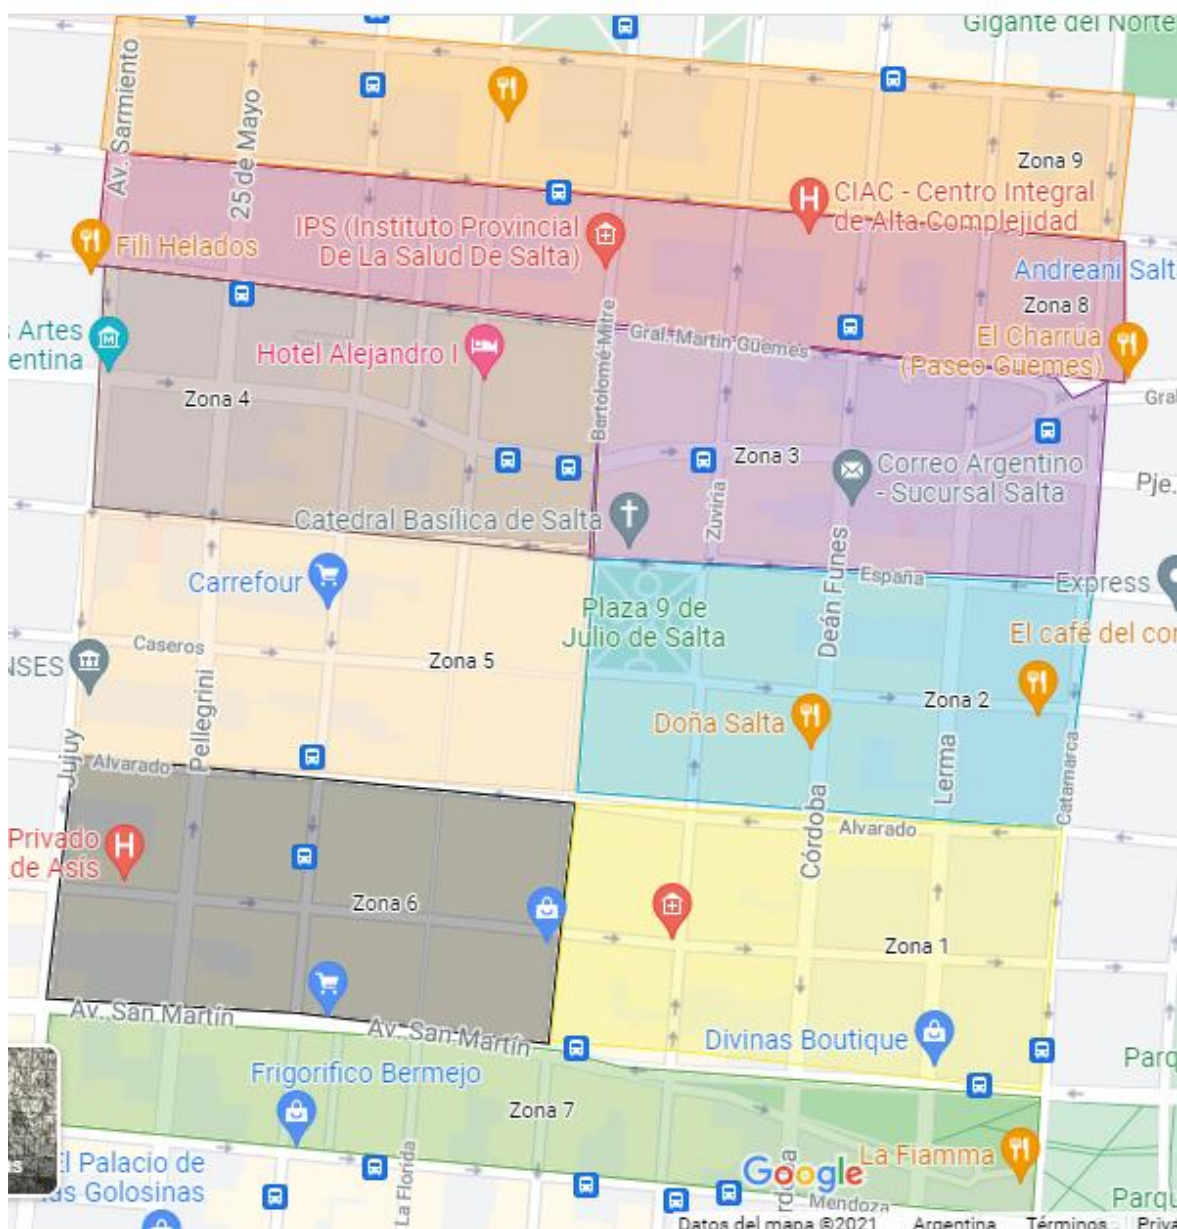 Gigante del Norte
Av. Sarmiento
25 de Mayo
Zona 9
CIAC - Centro Integral
de Alta Complejidad
IPS (Instituto Provincial
De La Salud De Salta)
Fili Helados
Andreani Salt
Zona 8
s Artes
entina
Hotel Alejandro I
Bartolomé Mitre
Gral. Martín Güemes
El Charrúa
(Paseo Güemes)
Gral
Zona 4
Zona 3
Correo Argentino
- Sucursal Salta
Pje.
Zuviría
Catedral Basílica de Salta
España
Express
Carrefour
Deán Funes
Plaza 9 de
Julio de Salta
El café del cor
Caseros
NSES
Zona 5
Pellegrini
Zona 2
Doña Salta
Jujuy
Alvarado
Lerma
Catamarca
Córdoba
Alvarado
Privado
de Asís
Zona 6
Zona 1
Av. San Martín
Av. San Martín
Divinas Boutique
Parq
Frigorifico Bermejo
Zona 7
La Florida
El Palacio de
las Golosinas
Google
La Fiamma
Mendoza
Parqu
Datos del mapa ©2021
Argentina
Términos
Priva